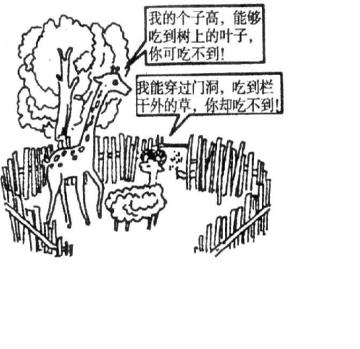 我的个子高，能够
吃到树上的叶子，
你可吃不到！
我能穿过门洞，吃到栏
干外的草，你却吃不到！